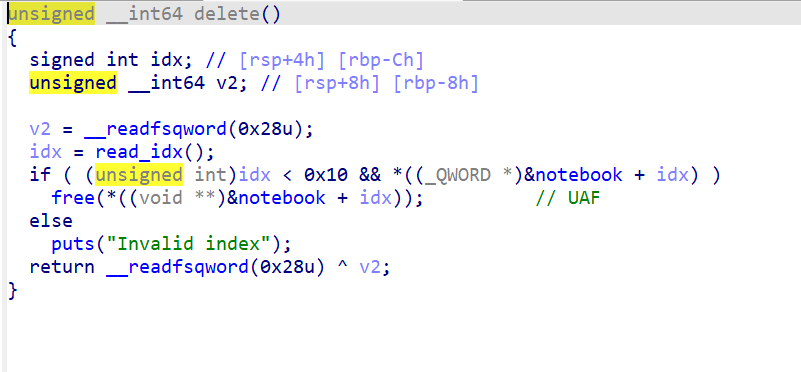 unsigned __int64 delete()
{
  signed int idx; // [rsp+4h] [rbp-Ch]
  unsigned __int64 v2; // [rsp+8h] [rbp-8h]

  v2 = __readfsqword(0x28u);
  idx = read_idx();
  if ( (unsigned int)idx < 0x10 && *((_QWORD *)&notebook + idx) )
    free(*((void **)&notebook + idx));          // UAF
  else
    puts("Invalid index");
  return __readfsqword(0x28u) ^ v2;
}